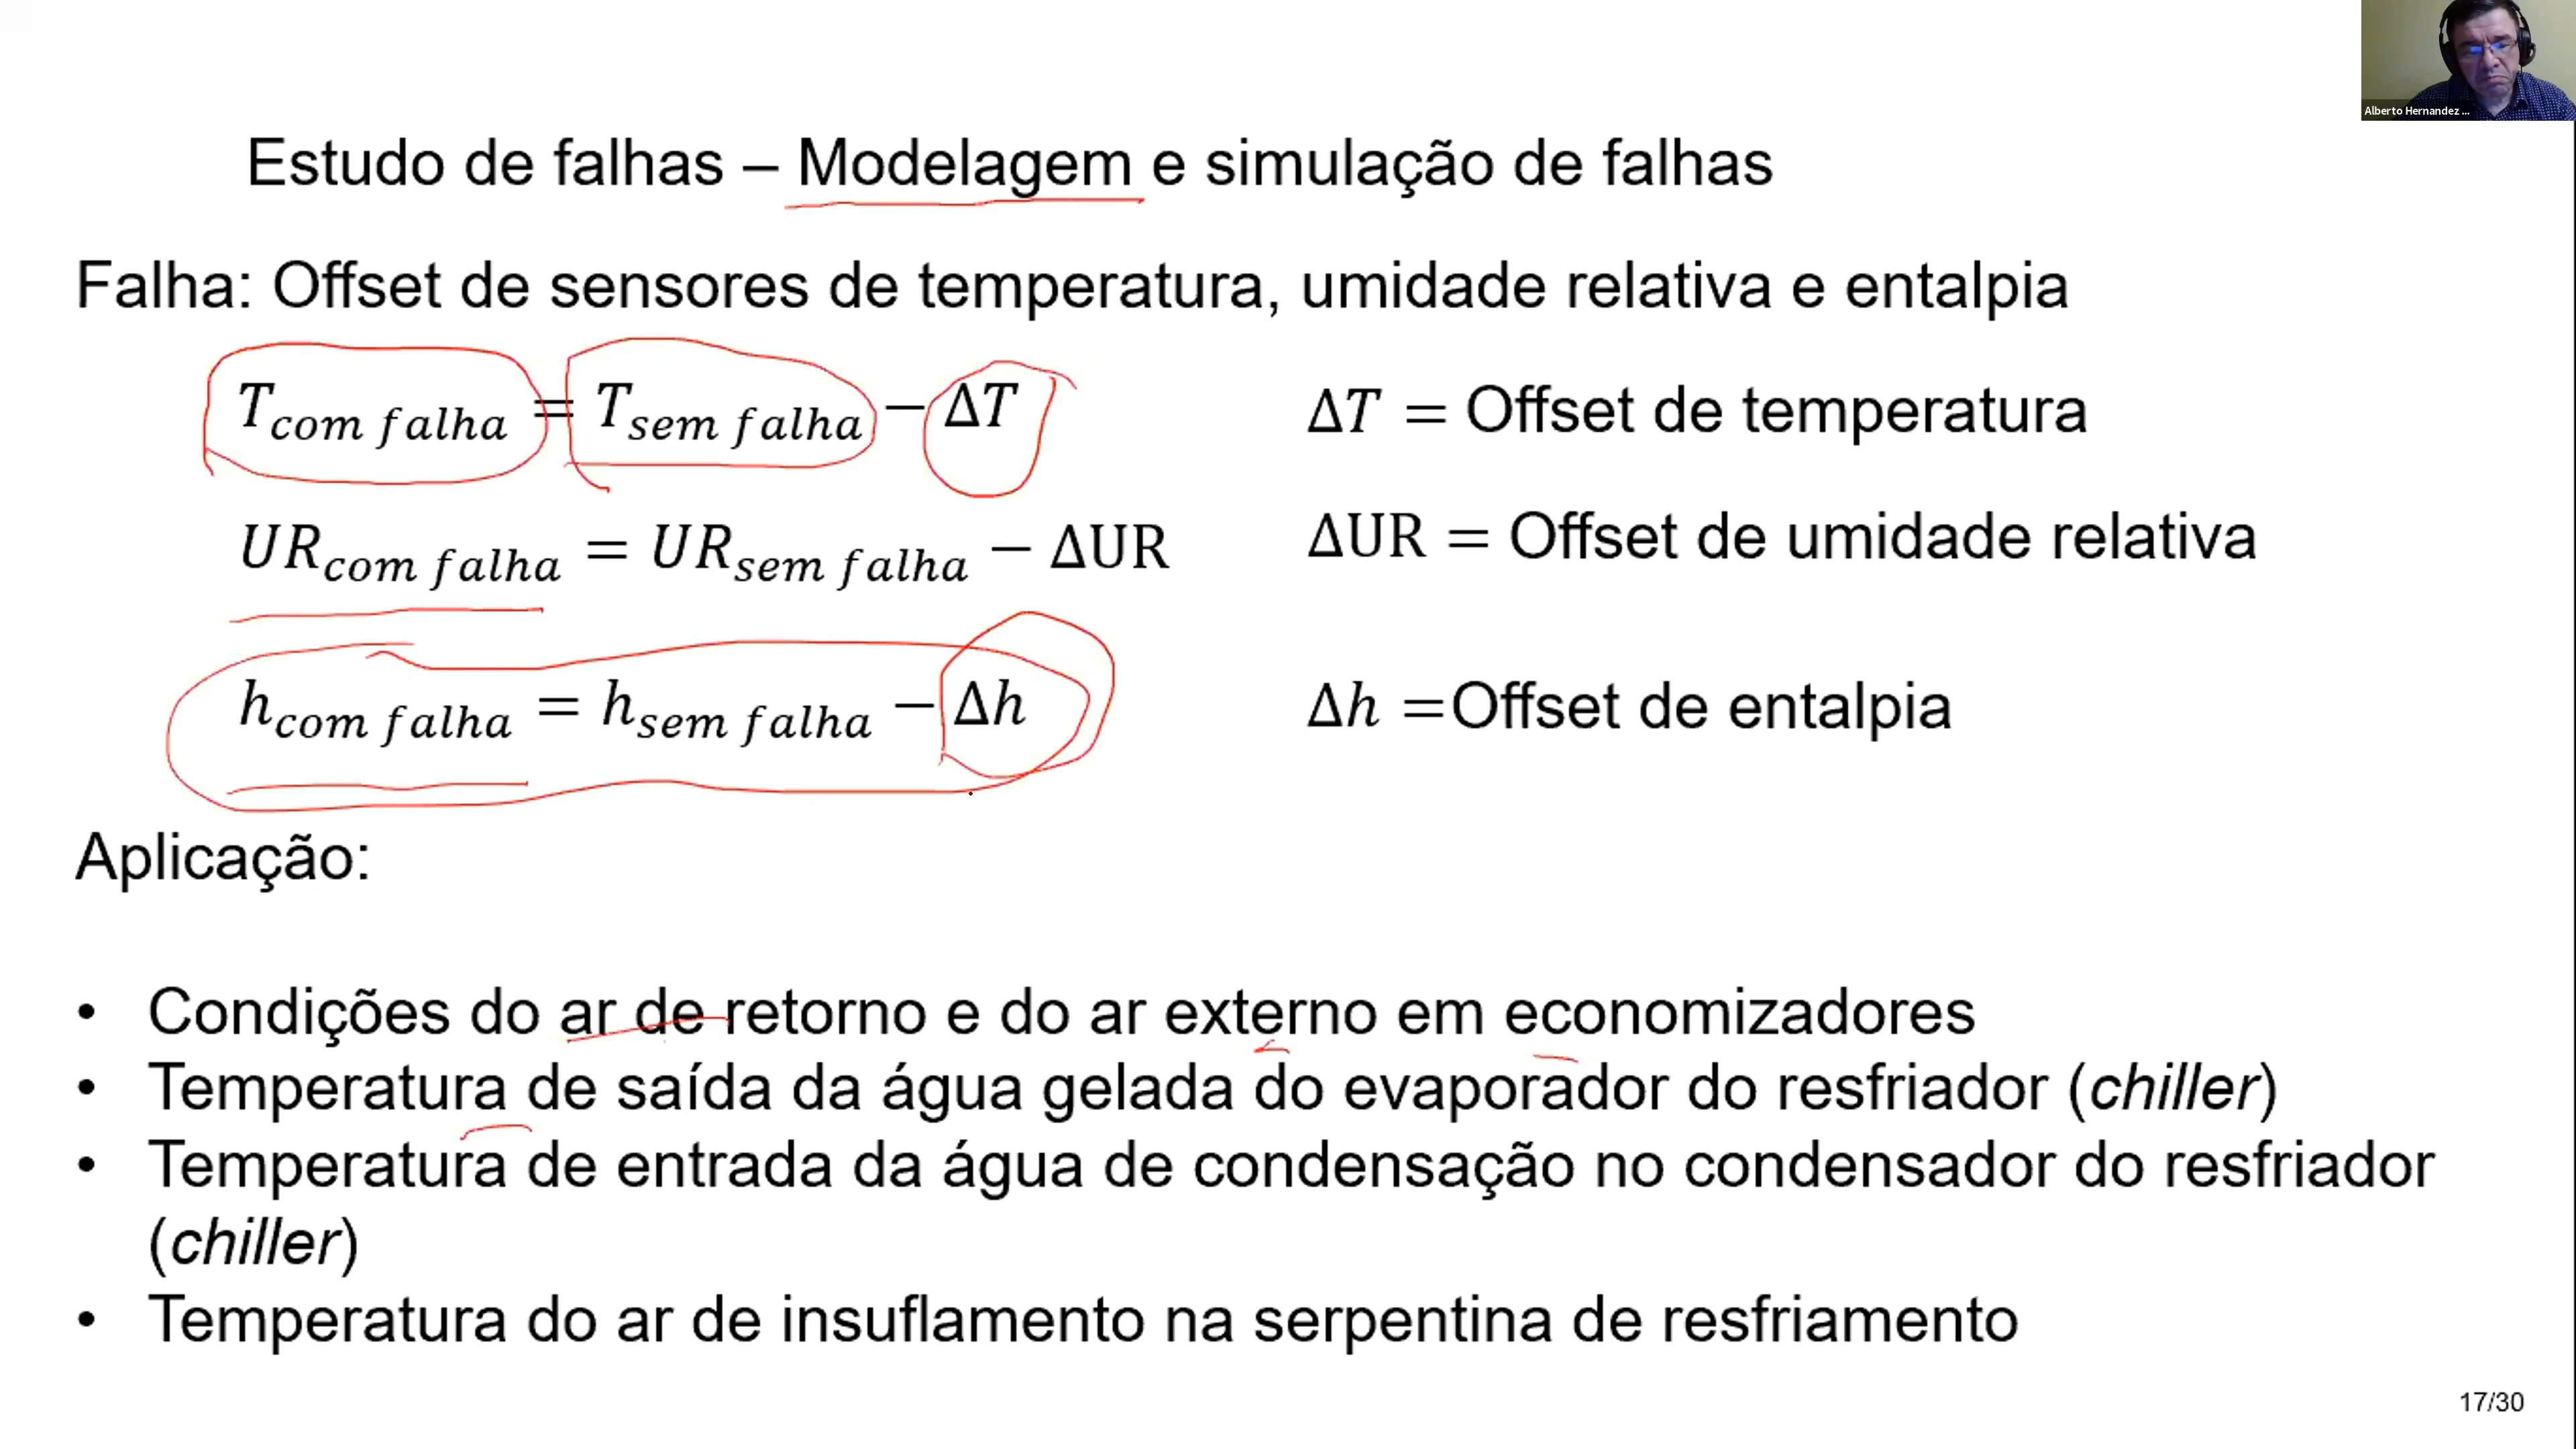 Alberto Hernandez ...
Estudo de falhas – Modelagem e simulação de falhas
Falha: Offset de sensores de temperatura, umidade relativa e entalpia
T_com falha = T_sem falha − ΔT
ΔT = Offset de temperatura
UR_com falha = UR_sem falha − ΔUR
ΔUR = Offset de umidade relativa
h_com falha = h_sem falha − Δh
Δh =Offset de entalpia
Aplicação:
• Condições do ar de retorno e do ar externo em economizadores
• Temperatura de saída da água gelada do evaporador do resfriador (chiller)
• Temperatura de entrada da água de condensação no condensador do resfriador
(chiller)
• Temperatura do ar de insuflamento na serpentina de resfriamento
17/30